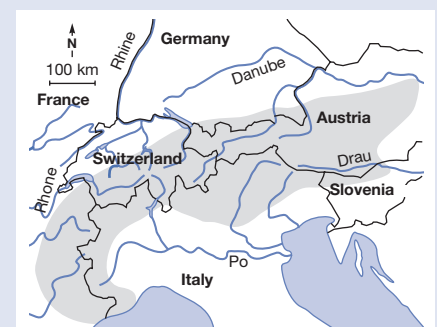 N
100 km
Rhine
Germany
Danube
France
Austria
Switzerland
Drau
Rhone
Slovenia
Po
Italy